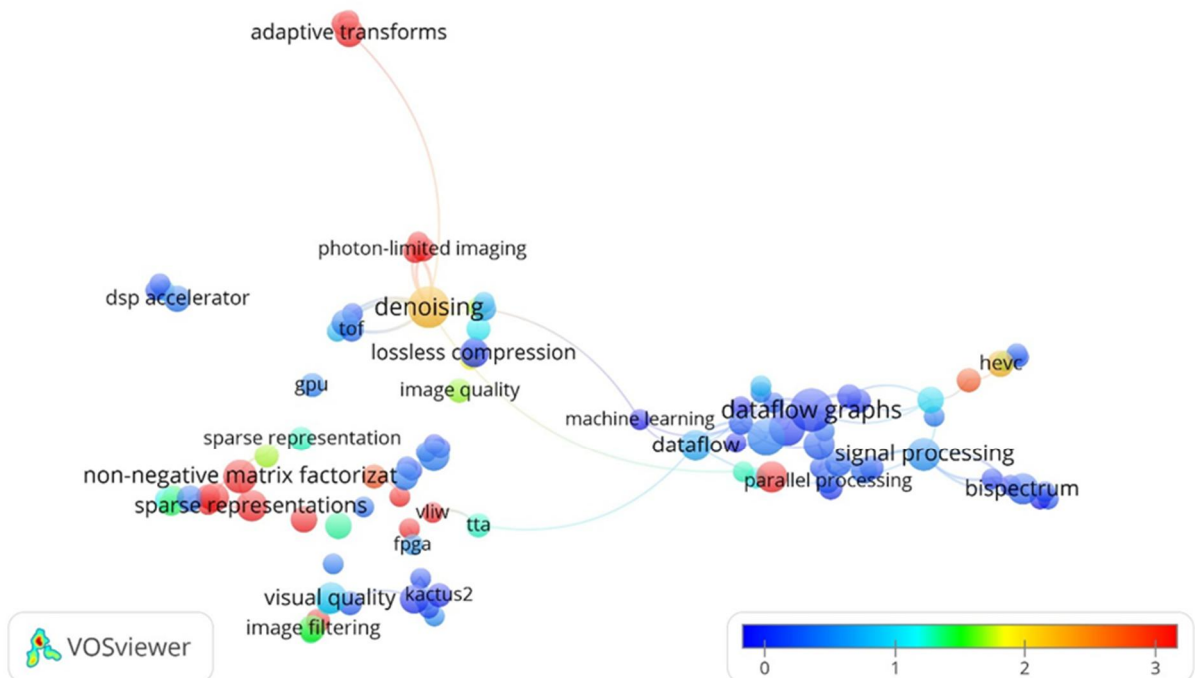 adaptive transforms
photon-limited imaging
dsp accelerator
denoising
tof
lossless compression
hevc
gpu
image quality
dataflow graphs
machine learning
sparse representation
dataflow
signal processing
non-negative matrix factorizat
parallel processing
bispectrum
sparse representations
vliw
tta
fpga
visual quality
kactus2
image filtering
VOSviewer
0
1
2
3